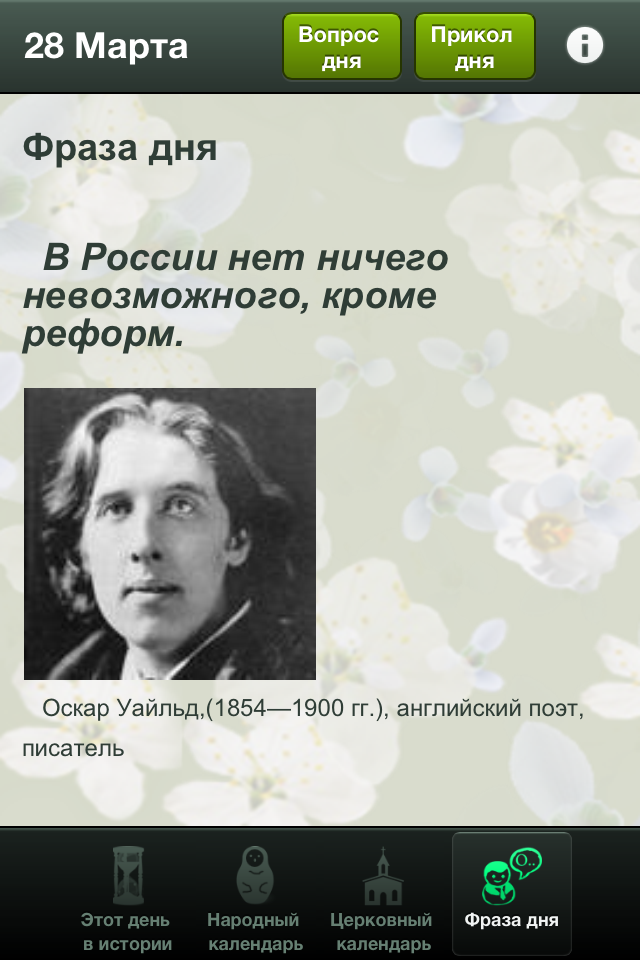 28 Марта
Вопрос
дня
Прикол
дня
Фраза дня
В России нет ничего
невозможного, кроме
реформ.
Оскар Уайльд,(1854—1900 гг.), английский поэт,
писатель
Этот день
в истории
Народный
календарь
Церковный
календарь
О..
Фраза дня